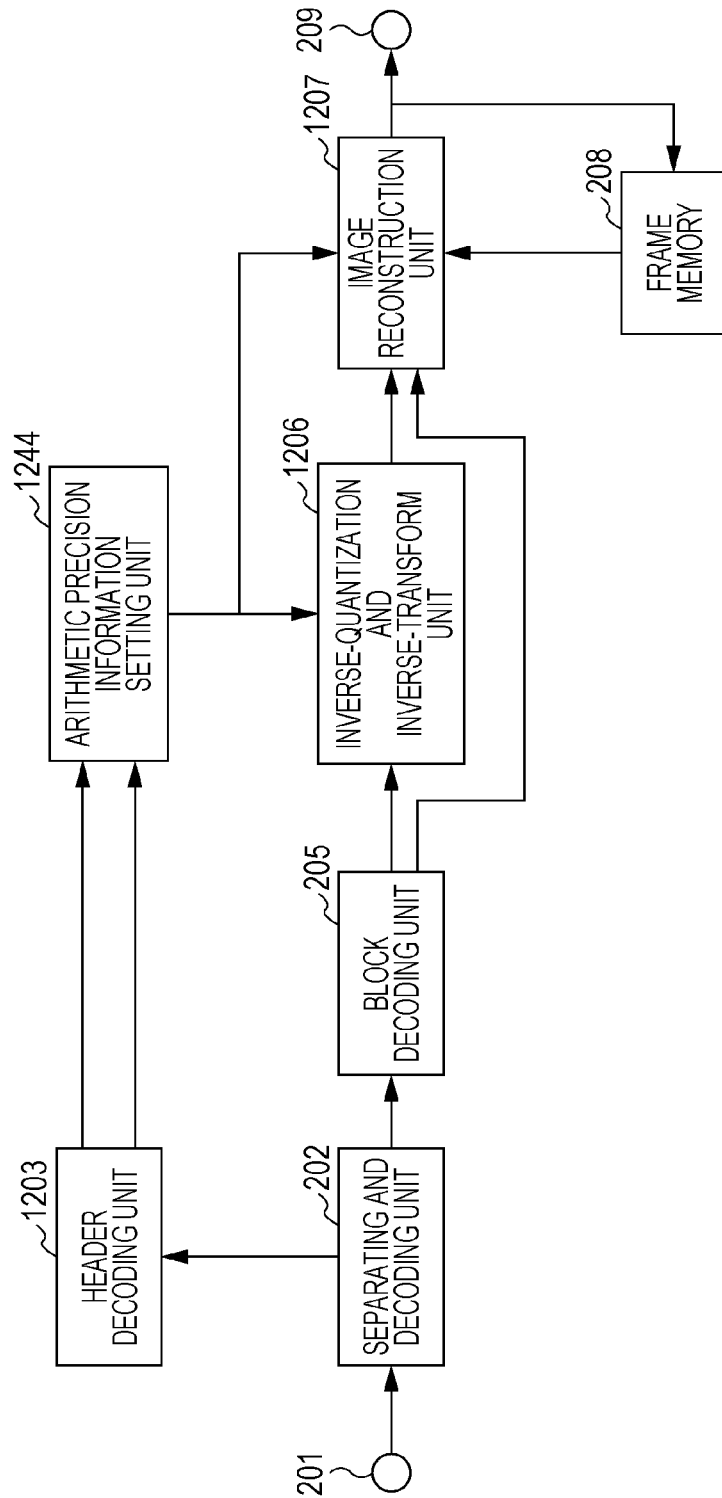 201
202
SEPARATING AND
DECODING UNIT
1203
HEADER
DECODING UNIT
205
BLOCK
DECODING UNIT
1244
ARITHMETIC PRECISION
INFORMATION
SETTING UNIT
1206
INVERSE-QUANTIZATION
AND
INVERSE-TRANSFORM
UNIT
1207
IMAGE
RECONSTRUCTION
UNIT
208
FRAME
MEMORY
209